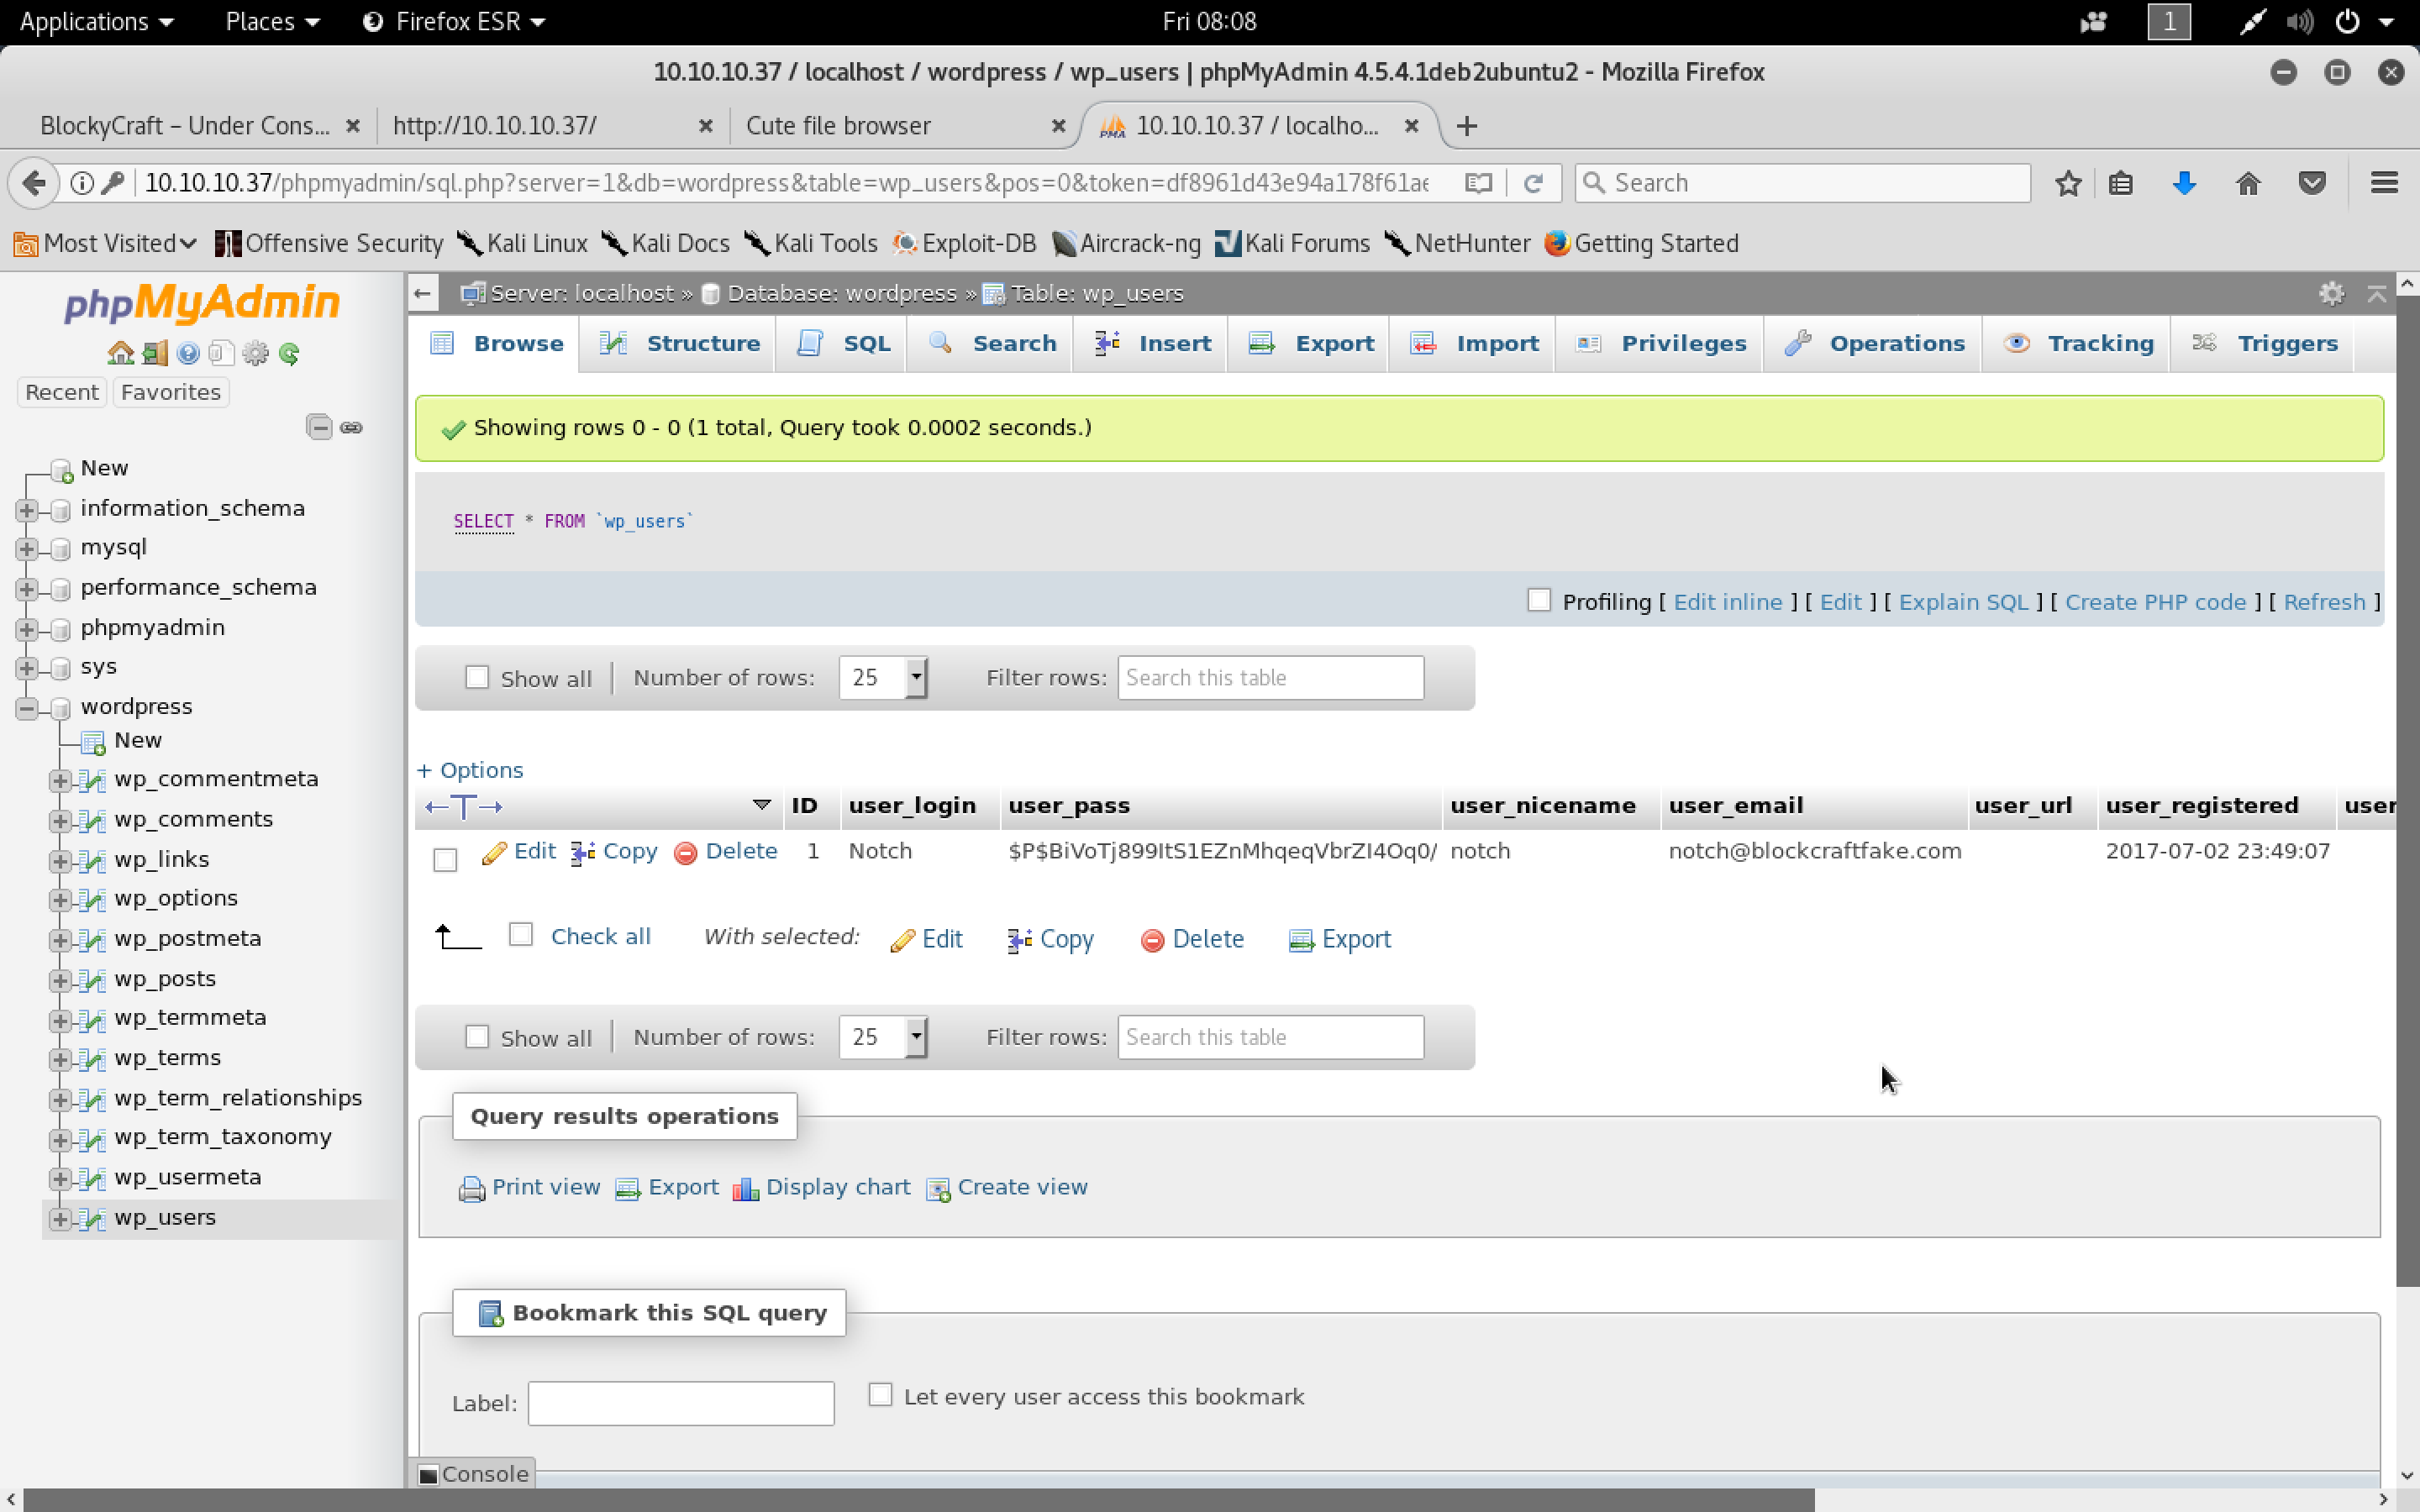 Applications Places Firefox ESR Fri 08:08 1
10.10.10.37 / localhost / wordpress / wp_users | phpMyAdmin 4.5.4.1deb2ubuntu2 - Mozilla Firefox
BlockyCraft – Under Cons... http://10.10.10.37/ Cute file browser 10.10.10.37 / localho...
10.10.10.37/phpmyadmin/sql.php?server=1&db=wordpress&table=wp_users&pos=0&token=df8961d43e94a178f61ae Search
Most Visited Offensive Security Kali Linux Kali Docs Kali Tools Exploit-DB Aircrack-ng Kali Forums NetHunter Getting Started
phpMyAdmin
Recent Favorites
New
information_schema
mysql
performance_schema
phpmyadmin
sys
wordpress
New
wp_commentmeta
wp_comments
wp_links
wp_options
wp_postmeta
wp_posts
wp_termmeta
wp_terms
wp_term_relationships
wp_term_taxonomy
wp_usermeta
wp_users
Server: localhost » Database: wordpress » Table: wp_users
Browse Structure SQL Search Insert Export Import Privileges Operations Tracking Triggers
Showing rows 0 - 0 (1 total, Query took 0.0002 seconds.)
SELECT * FROM `wp_users`
Profiling [ Edit inline ] [ Edit ] [ Explain SQL ] [ Create PHP code ] [ Refresh ]
Show all Number of rows: 25 Filter rows: Search this table
+ Options
ID user_login user_pass user_nicename user_email user_url user_registered user
Edit Copy Delete 1 Notch $P$BiVoTj899ItS1EZnMhqeqVbrZI4Oq0/ notch notch@blockcraftfake.com 2017-07-02 23:49:07
Check all With selected: Edit Copy Delete Export
Show all Number of rows: 25 Filter rows: Search this table
Query results operations
Print view Export Display chart Create view
Bookmark this SQL query
Label: Let every user access this bookmark
Console